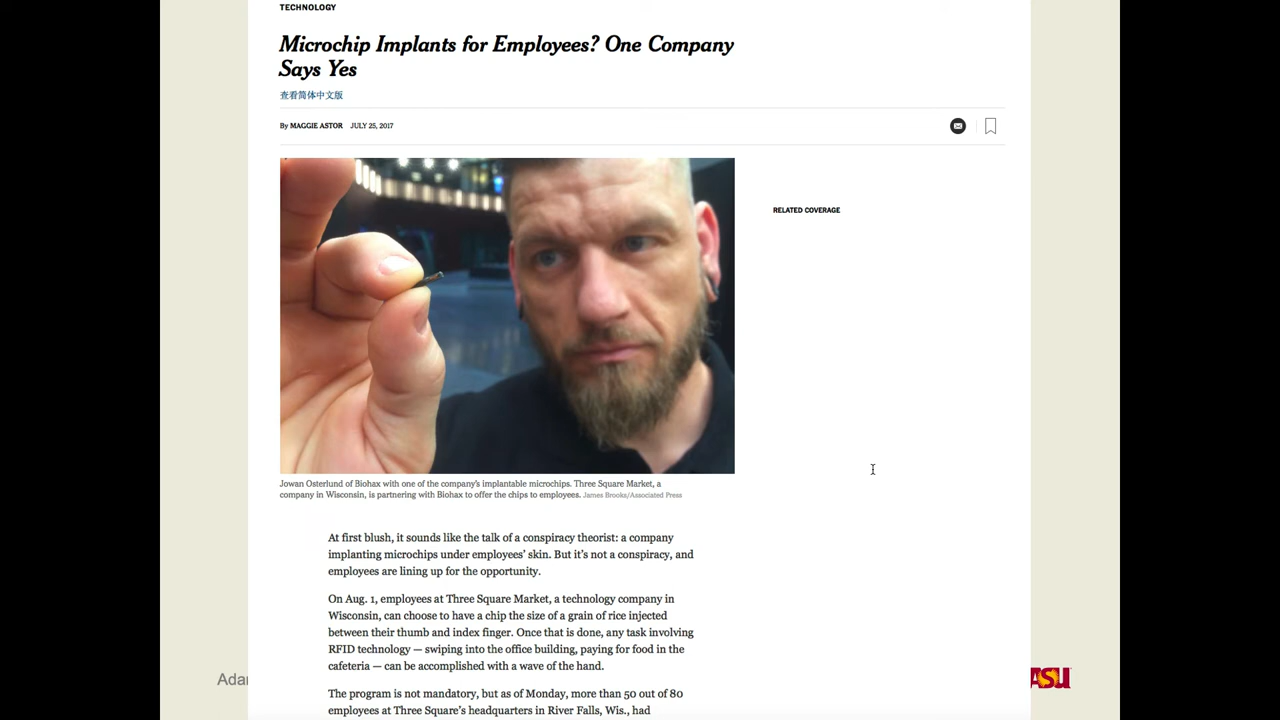 TECHNOLOGY
Microchip Implants for Employees? One Company
Says Yes
查看简体中文版
By MAGGIE ASTOR JULY 25, 2017
RELATED COVERAGE
Jowan Osterlund of Biohax with one of the company's implantable microchips. Three Square Market, a
company in Wisconsin, is partnering with Biohax to offer the chips to employees. James Brooks/Associated Press
At first blush, it sounds like the talk of a conspiracy theorist: a company
implanting microchips under employees' skin. But it's not a conspiracy, and
employees are lining up for the opportunity.
On Aug. 1, employees at Three Square Market, a technology company in
Wisconsin, can choose to have a chip the size of a grain of rice injected
between their thumb and index finger. Once that is done, any task involving
RFID technology — swiping into the office building, paying for food in the
cafeteria — can be accomplished with a wave of the hand.
The program is not mandatory, but as of Monday, more than 50 out of 80
employees at Three Square's headquarters in River Falls, Wis., had
Adam
ASU